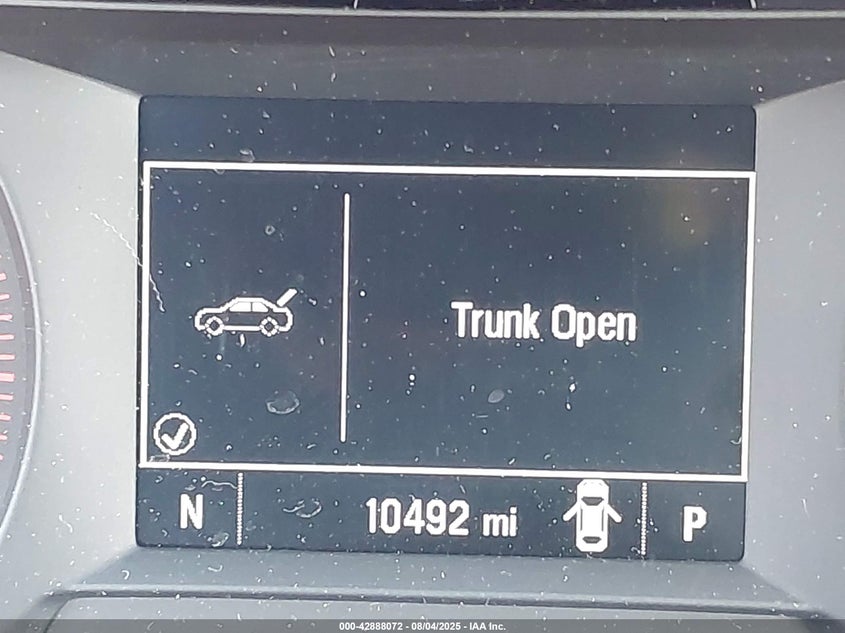 Trunk Open
N 10492 mi P
000-42888072 - 08/04/2025 - IAA Inc.